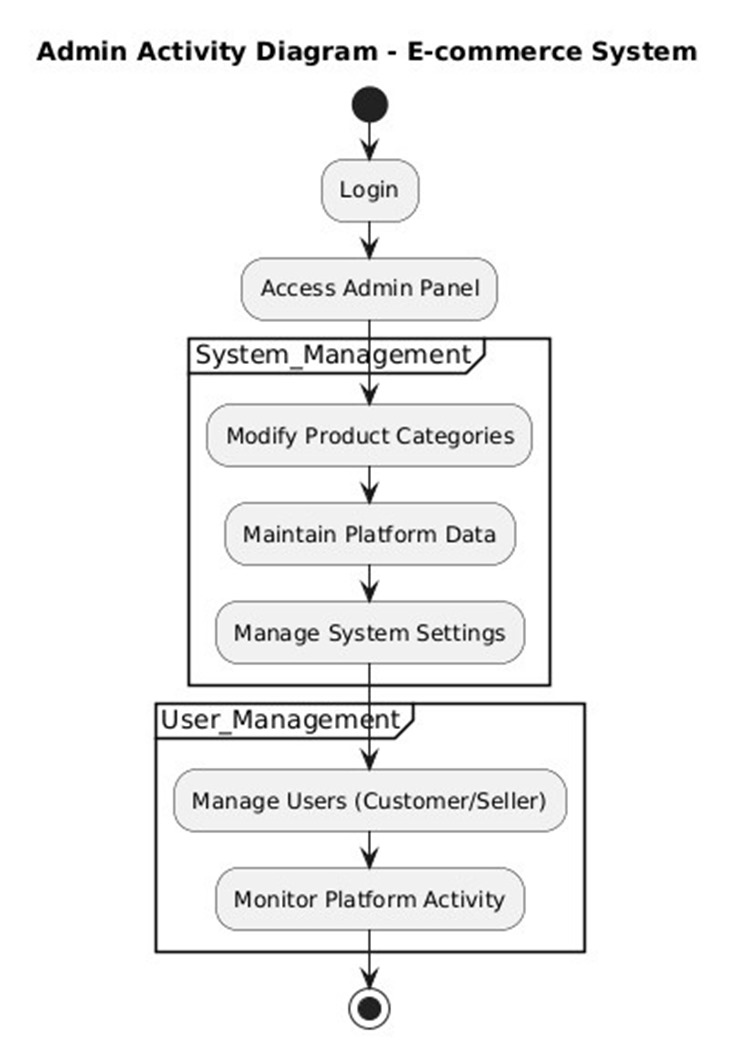 Admin Activity Diagram - E-commerce System
Login
Access Admin Panel
System_Management
Modify Product Categories
Maintain Platform Data
Manage System Settings
User_Management
Manage Users (Customer/Seller)
Monitor Platform Activity